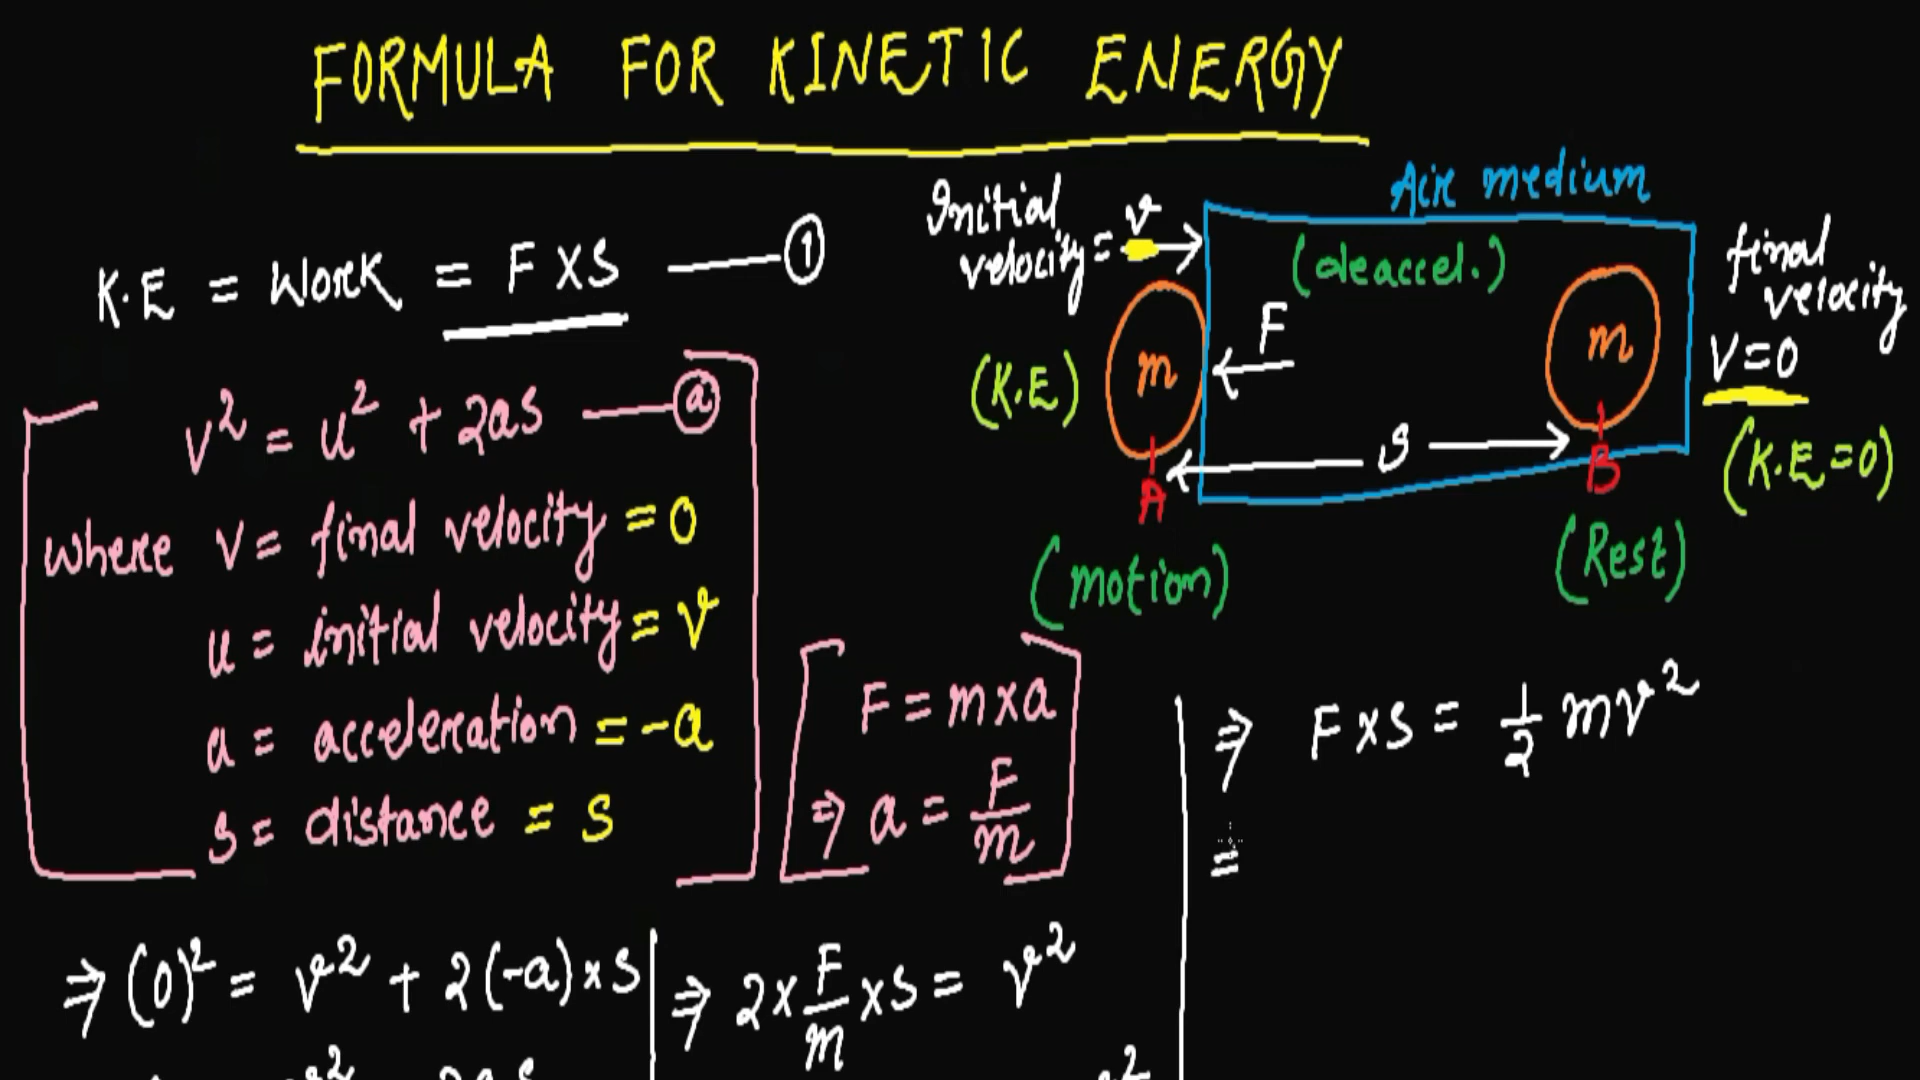 FORMULA FOR KINETIC ENERGY
K.E = Work = F × S — ①
v² = u² + 2as — ⓐ
where v = final velocity = 0
u = initial velocity = v
a = acceleration = -a
s = distance = s
F = m × a
⇒ a = F/m
Air medium
Initial velocity = v
(deaccel.)
final velocity
V = 0
F
m
m
(K.E)
(K.E = 0)
S
A
B
(motion)
(Rest)
⇒ (0)² = v² + 2(-a) × s
⇒ 2 × F/m × s = v²
⇒ F × s = 1/2 mv²
=